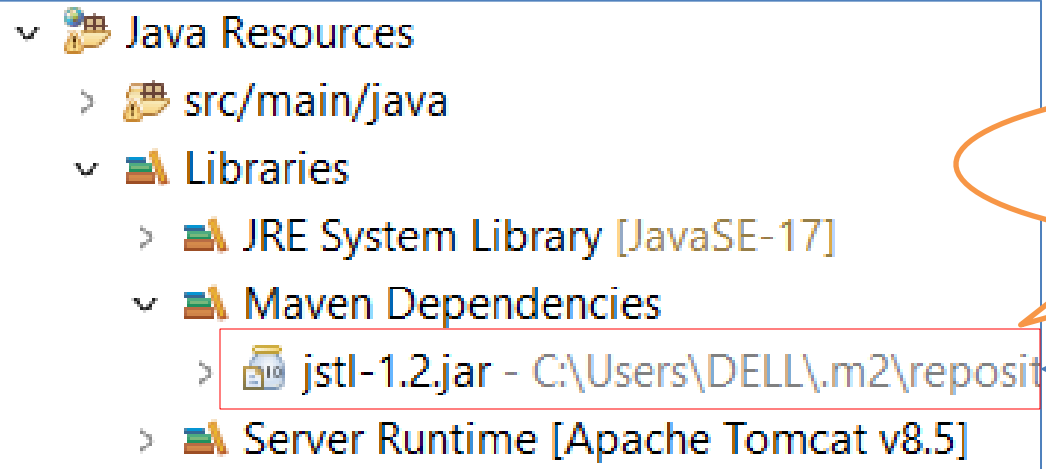 Java Resources
src/main/java
Libraries
JRE System Library [JavaSE-17]
Maven Dependencies
jstl-1.2.jar - C:\Users\DELL\.m2\reposit
Server Runtime [Apache Tomcat v8.5]